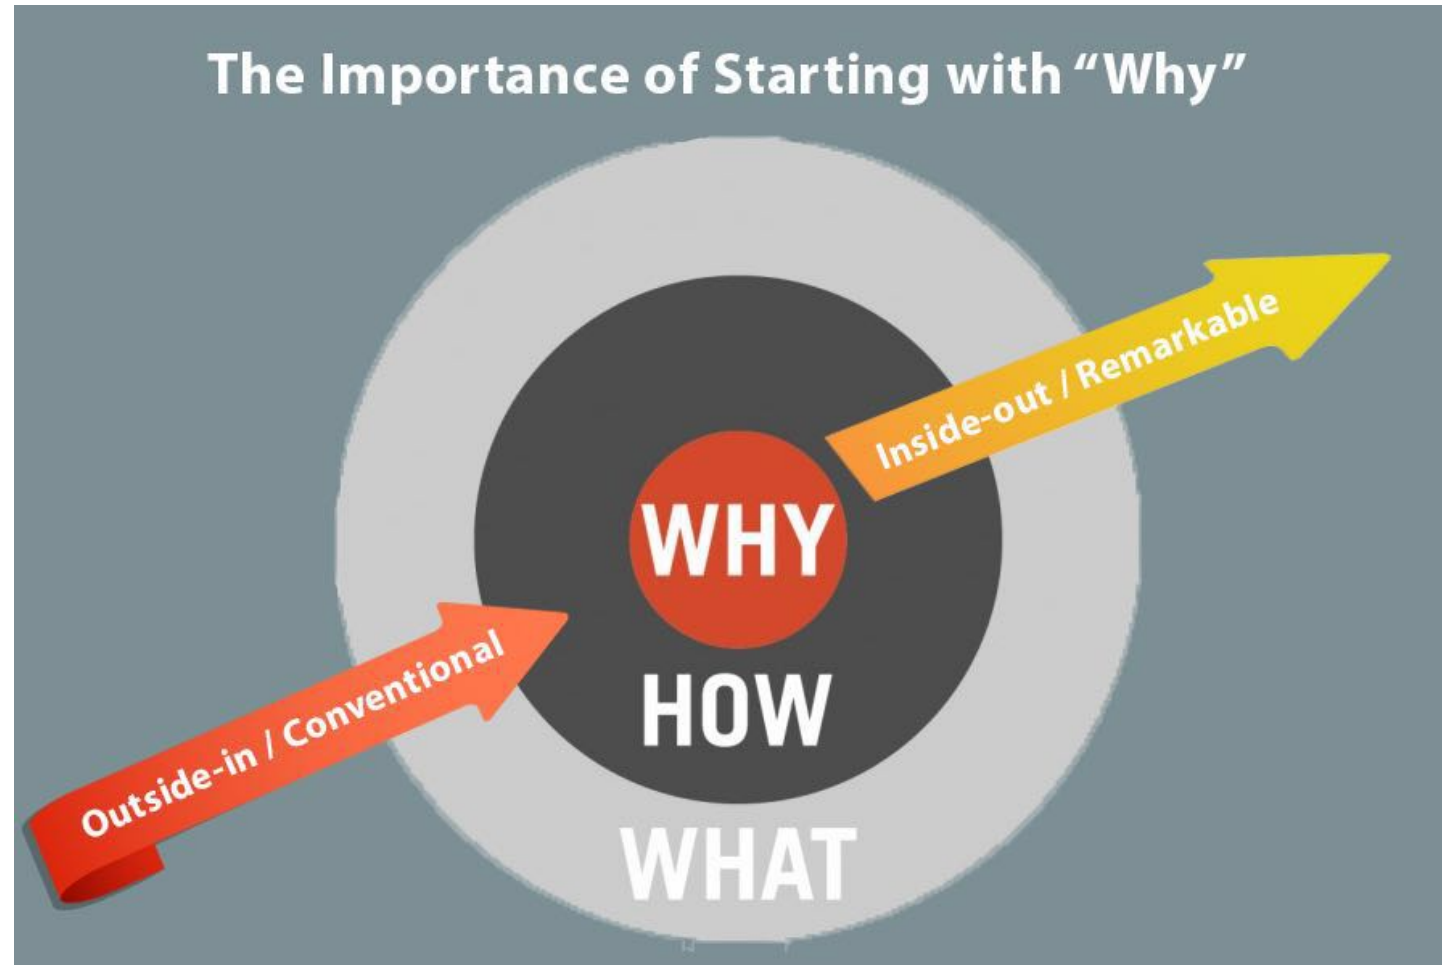 The Importance of Starting with “Why”
Inside-out / Remarkable
WHY
Outside-in / Conventional
HOW
WHAT